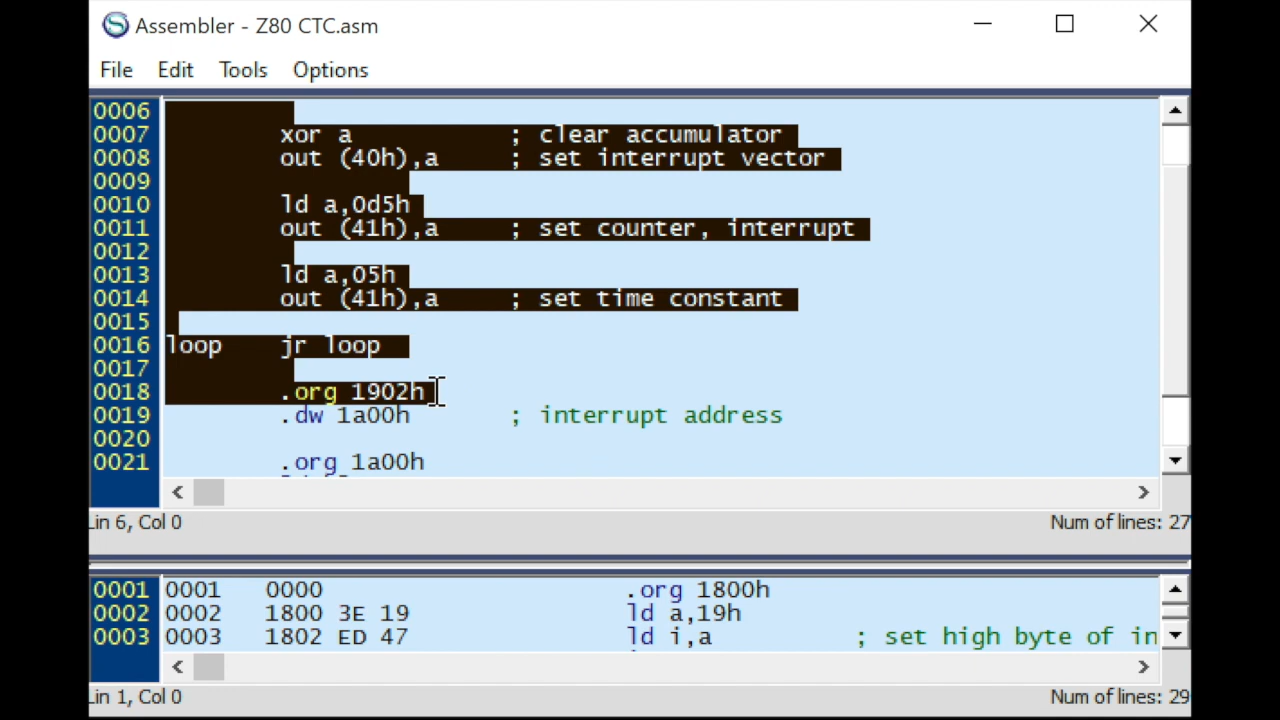 Assembler - Z80 CTC.asm
File Edit Tools Options
0006
0007 xor a ; clear accumulator
0008 out (40h),a ; set interrupt vector
0009
0010 ld a,0d5h
0011 out (41h),a ; set counter, interrupt
0012
0013 ld a,05h
0014 out (41h),a ; set time constant
0015
0016 loop jr loop
0017
0018 .org 1902h
0019 .dw 1a00h ; interrupt address
0020
0021 .org 1a00h
Lin 6, Col 0 Num of lines: 27
0001 0001 0000 .org 1800h
0002 0002 1800 3E 19 ld a,19h
0003 0003 1802 ED 47 ld i,a ; set high byte of in
Lin 1, Col 0 Num of lines: 29